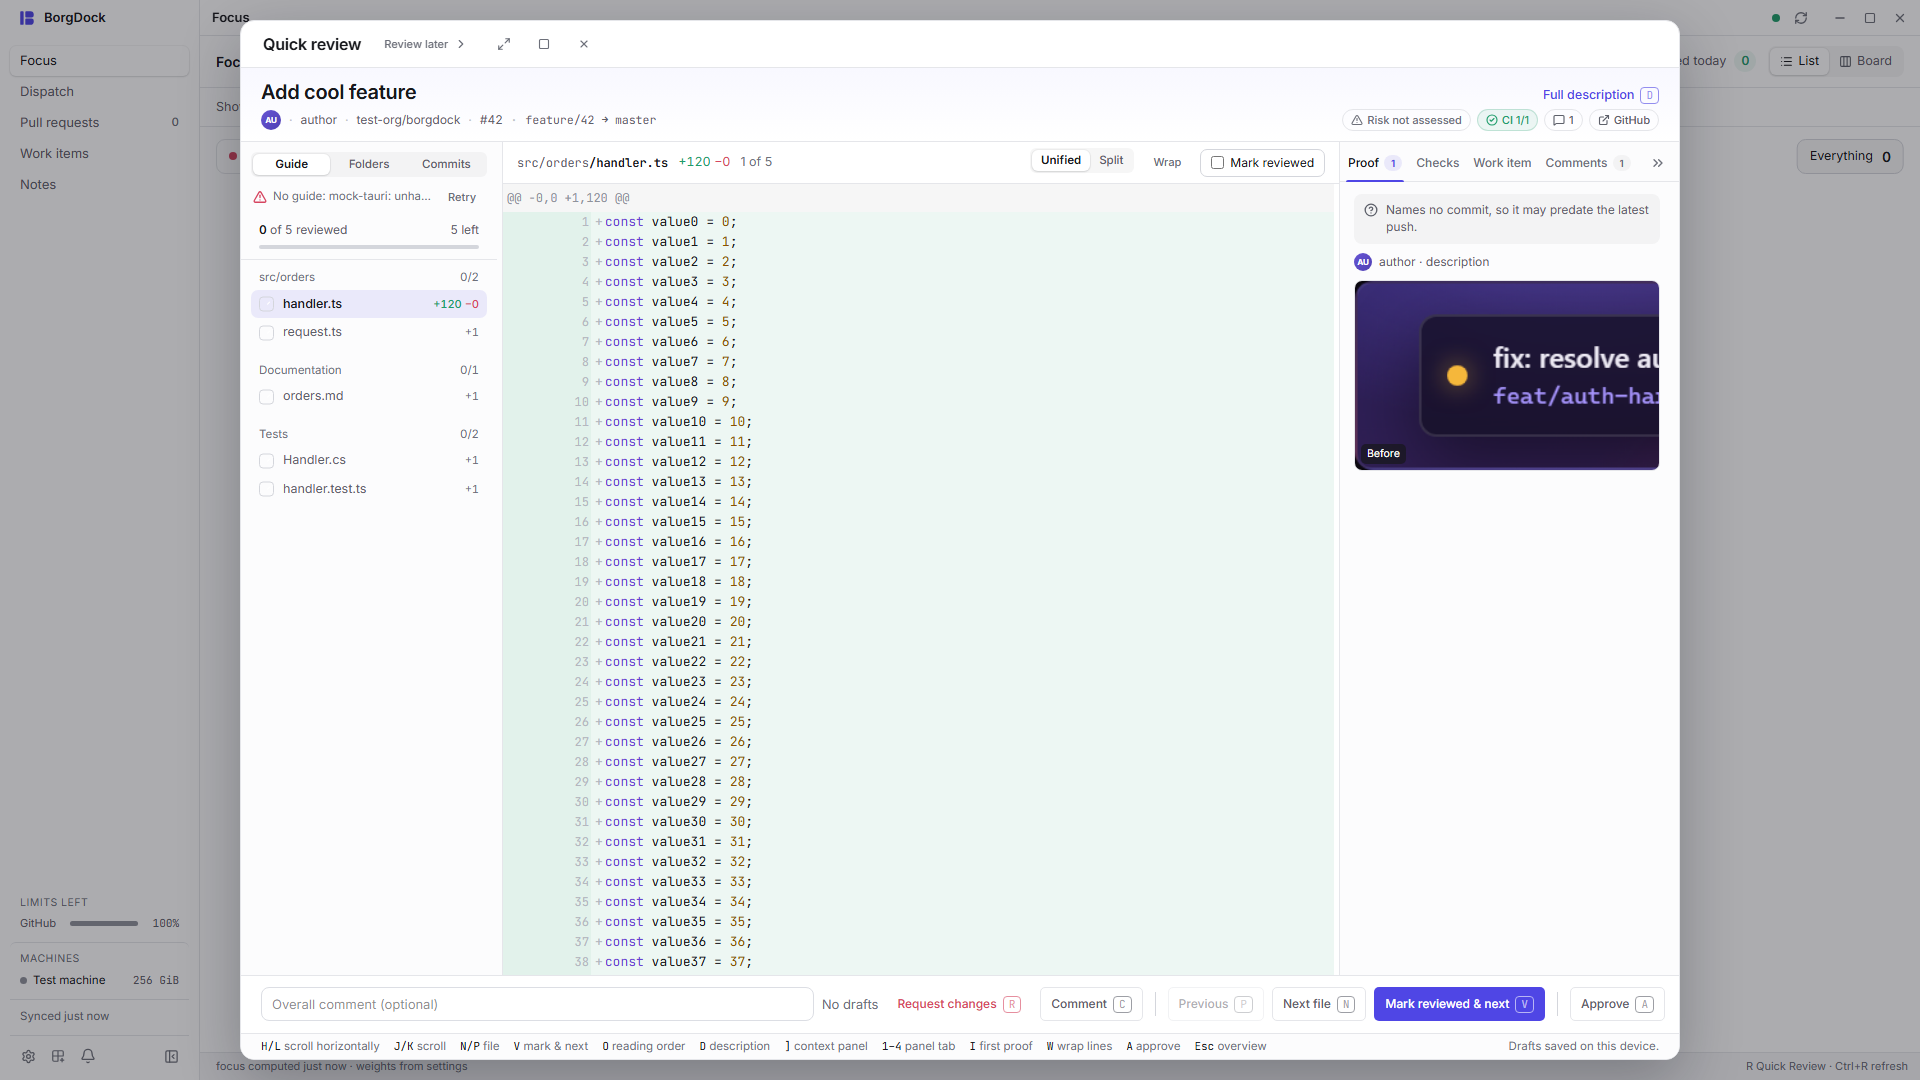 BorgDock
Focus
Focus
Dispatch
Pull requests 0
Work items
Notes
LIMITS LEFT
GitHub 100%
MACHINES
Test machine 256 GiB
Synced just now
Foc
Sho
ed today 0
List
Board
Everything 0
Quick review
Review later
Add cool feature
Full description D
AU · author · test-org/borgdock · #42 · feature/42 → master
Risk not assessed
CI 1/1
1
GitHub
Guide
Folders
Commits
No guide: mock-tauri: unha...
Retry
0 of 5 reviewed
5 left
src/orders 0/2
handler.ts +120 −0
request.ts +1
Documentation 0/1
orders.md +1
Tests 0/2
Handler.cs +1
handler.test.ts +1
src/orders/handler.ts +120 −0 1 of 5
Unified
Split
Wrap
Mark reviewed
@@ -0,0 +1,120 @@
1 +const value0 = 0;
2 +const value1 = 1;
3 +const value2 = 2;
4 +const value3 = 3;
5 +const value4 = 4;
6 +const value5 = 5;
7 +const value6 = 6;
8 +const value7 = 7;
9 +const value8 = 8;
10 +const value9 = 9;
11 +const value10 = 10;
12 +const value11 = 11;
13 +const value12 = 12;
14 +const value13 = 13;
15 +const value14 = 14;
16 +const value15 = 15;
17 +const value16 = 16;
18 +const value17 = 17;
19 +const value18 = 18;
20 +const value19 = 19;
21 +const value20 = 20;
22 +const value21 = 21;
23 +const value22 = 22;
24 +const value23 = 23;
25 +const value24 = 24;
26 +const value25 = 25;
27 +const value26 = 26;
28 +const value27 = 27;
29 +const value28 = 28;
30 +const value29 = 29;
31 +const value30 = 30;
32 +const value31 = 31;
33 +const value32 = 32;
34 +const value33 = 33;
35 +const value34 = 34;
36 +const value35 = 35;
37 +const value36 = 36;
38 +const value37 = 37;
Proof 1
Checks
Work item
Comments 1
Names no commit, so it may predate the latest
push.
AU author · description
fix: resolve au
feat/auth-har
Before
Overall comment (optional)
No drafts
Request changes R
Comment C
Previous P
Next file N
Mark reviewed & next V
Approve A
H/L scroll horizontally J/K scroll N/P file V mark & next O reading order D description ] context panel 1–4 panel tab I first proof W wrap lines A approve Esc overview
Drafts saved on this device.
focus computed just now · weights from settings
R Quick Review · Ctrl+R refresh